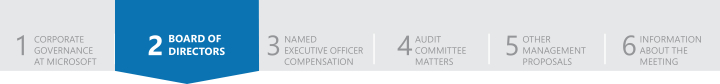 1 CORPORATE
GOVERNANCE
AT MICROSOFT
2 BOARD OF
DIRECTORS
3 NAMED
EXECUTIVE OFFICER
COMPENSATION
4 AUDIT
COMMITTEE
MATTERS
5 OTHER
MANAGEMENT
PROPOSALS
6 INFORMATION
ABOUT THE
MEETING